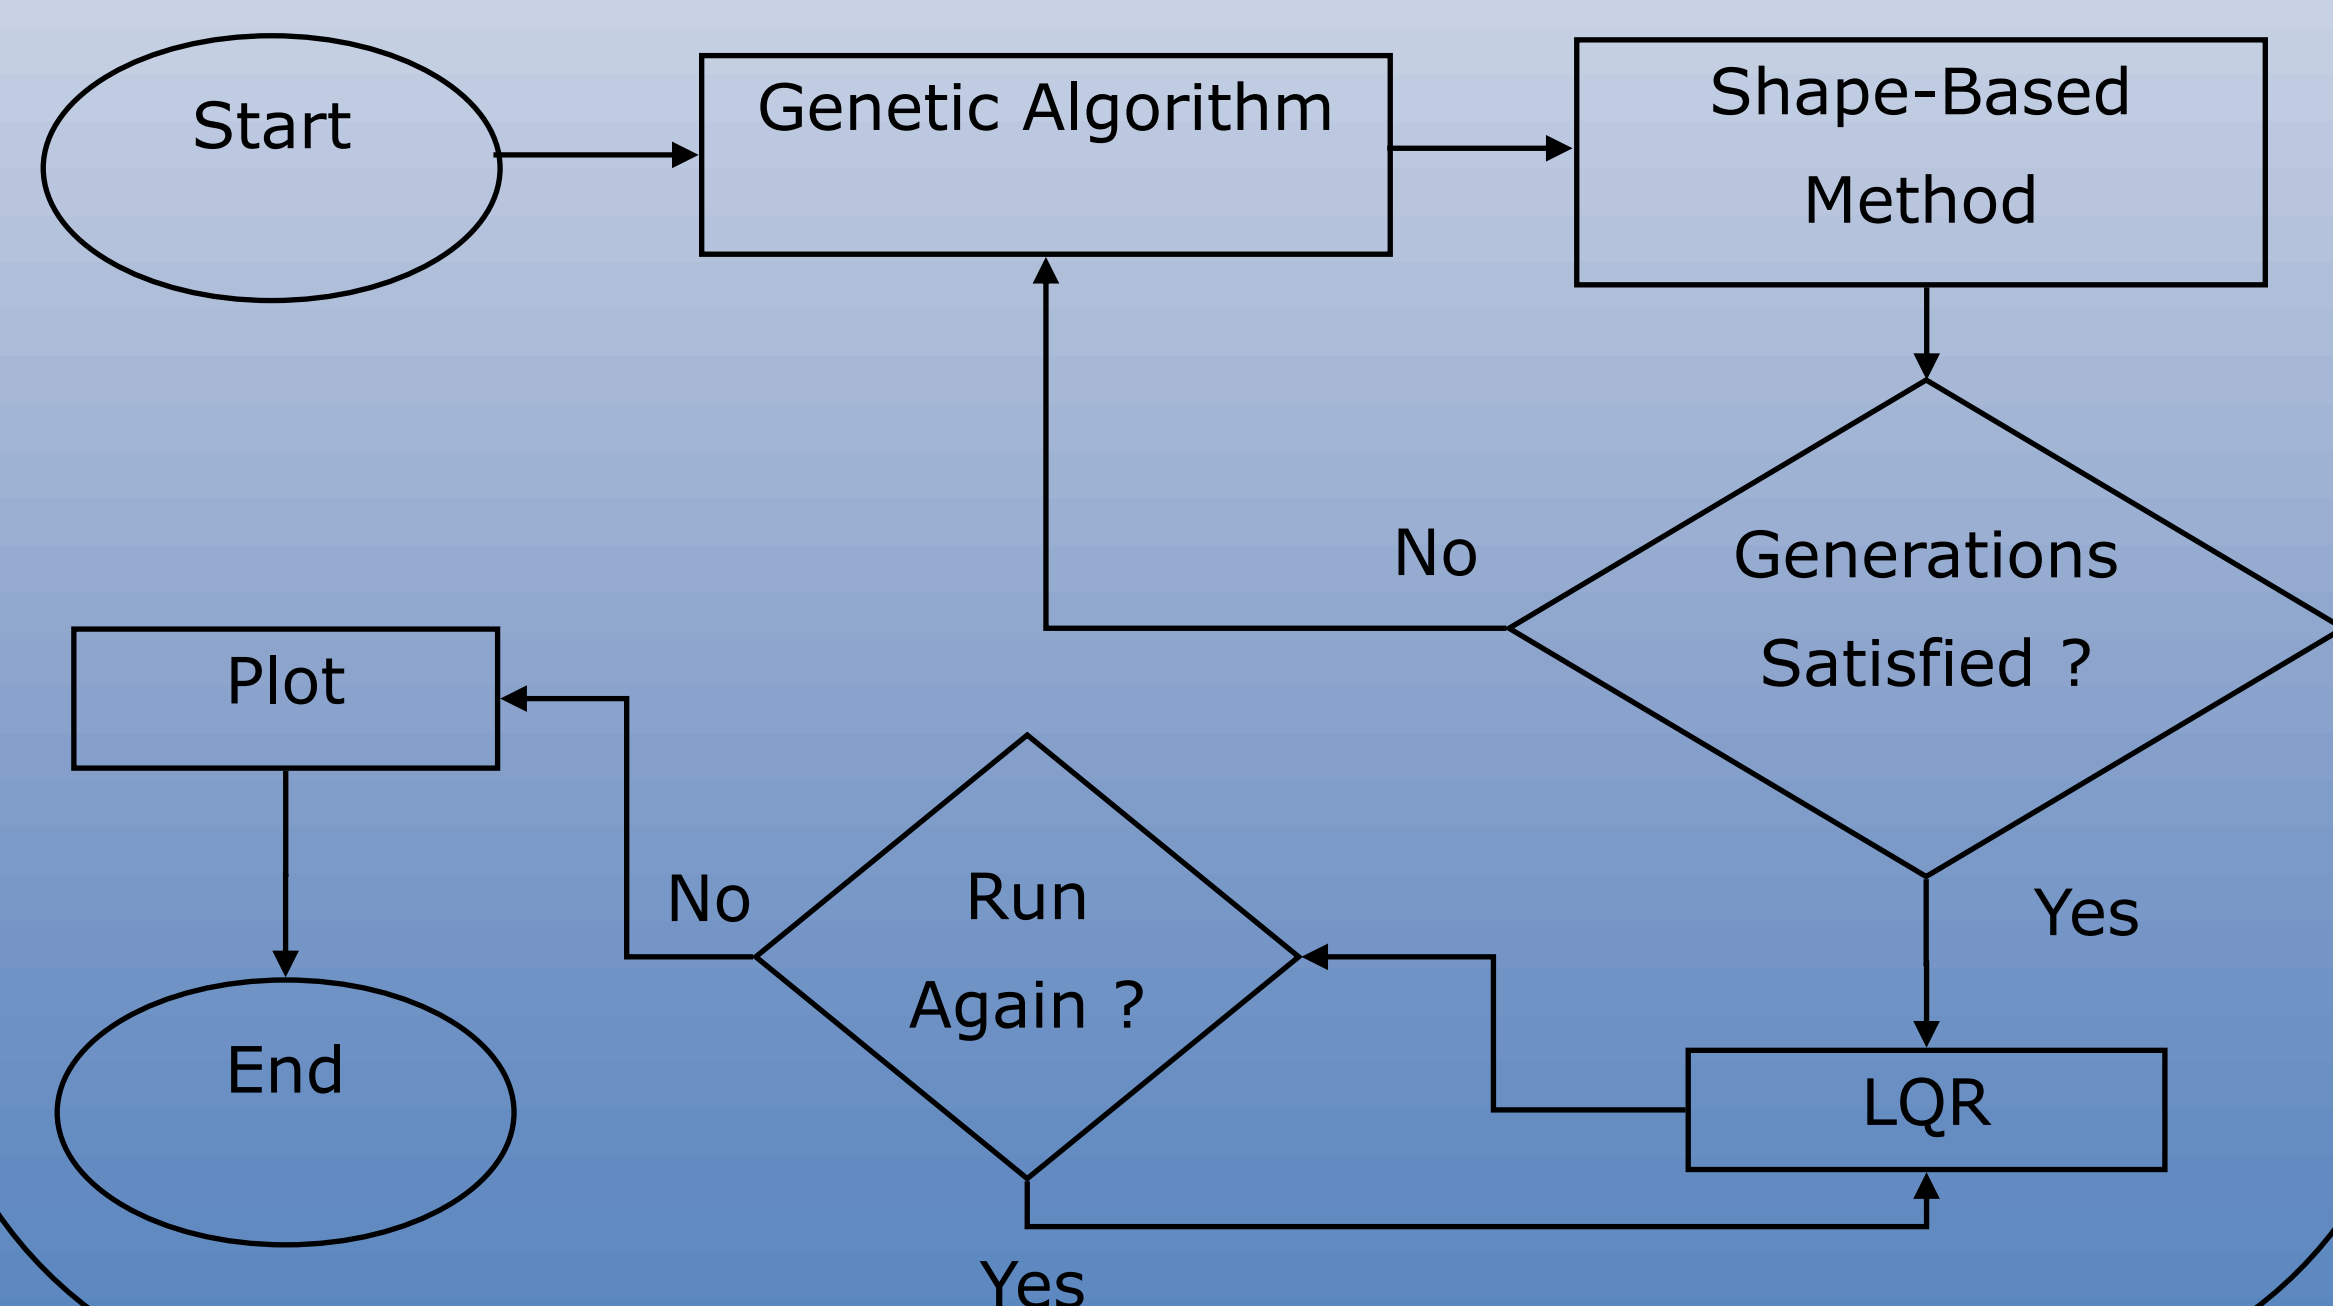 Start
Genetic Algorithm
Shape-Based
Method
No
Generations
Satisfied ?
Plot
No
Run
Again ?
Yes
End
LQR
Yes